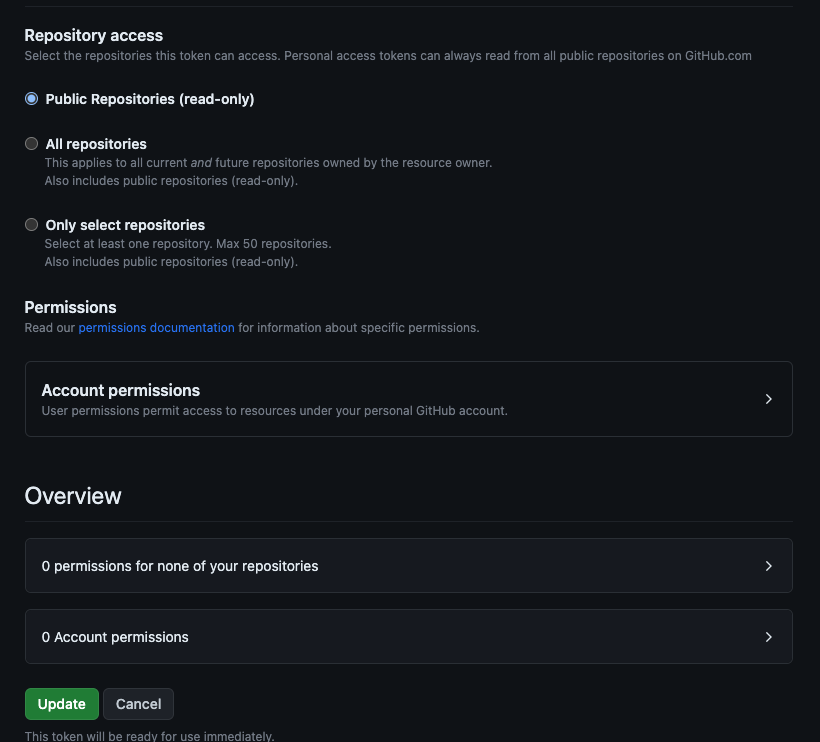 Repository access
Select the repositories this token can access. Personal access tokens can always read from all public repositories on GitHub.com
Public Repositories (read-only)
All repositories
This applies to all current and future repositories owned by the resource owner.
Also includes public repositories (read-only).
Only select repositories
Select at least one repository. Max 50 repositories.
Also includes public repositories (read-only).
Permissions
Read our permissions documentation for information about specific permissions.
Account permissions
User permissions permit access to resources under your personal GitHub account.
Overview
0 permissions for none of your repositories
0 Account permissions
Update Cancel
This token will be ready for use immediately.